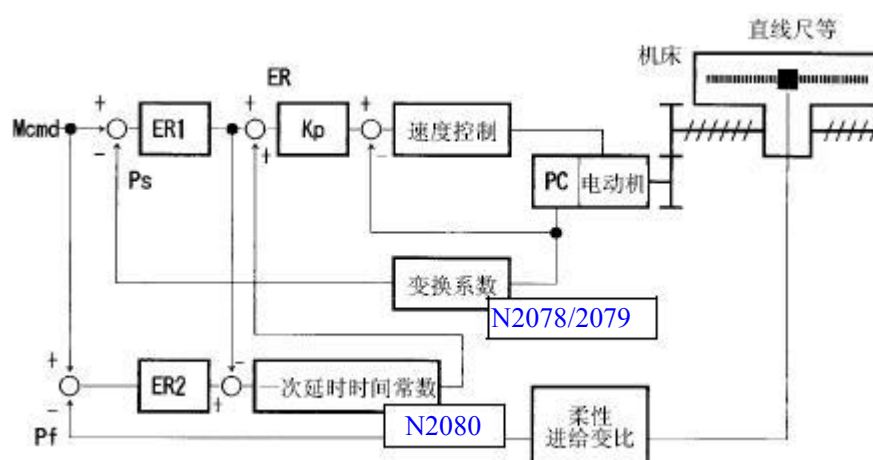 直线尺等
机床
ER
+
+
+
Mcmd
ER1
Kp
速度控制
-
+
-
Ps
PC
电动机
变换系数
N2078/2079
+
-
ER2
一次延时时间常数
-
+
N2080
柔性
进给变比
Pf